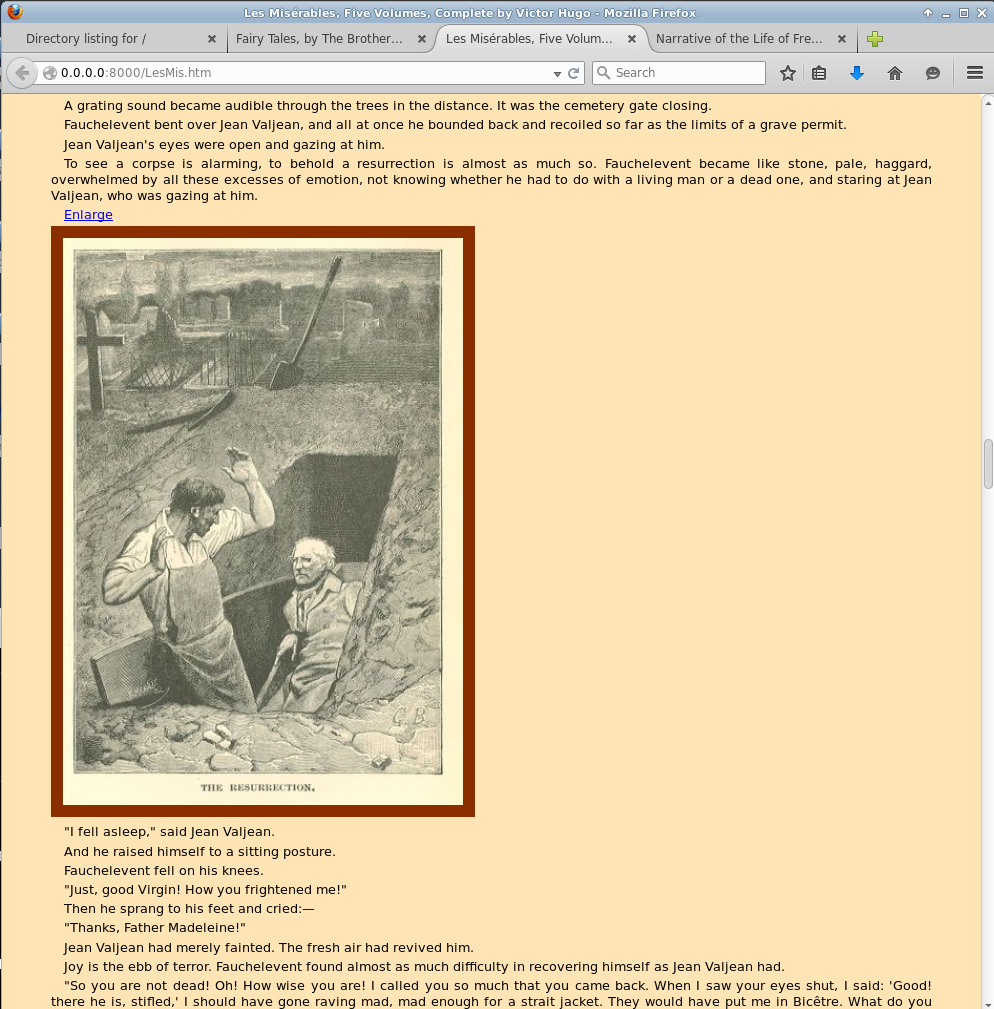 Les Misérables, Five Volumes, Complete by Victor Hugo - Mozilla Firefox
Directory listing for /
Fairy Tales, by The Brother...
Les Misérables, Five Volum...
Narrative of the Life of Fre...
0.0.0.0:8000/LesMis.htm
Search
A grating sound became audible through the trees in the distance. It was the cemetery gate closing.
Fauchelevent bent over Jean Valjean, and all at once he bounded back and recoiled so far as the limits of a grave permit.
Jean Valjean's eyes were open and gazing at him.
To see a corpse is alarming, to behold a resurrection is almost as much so. Fauchelevent became like stone, pale, haggard,
overwhelmed by all these excesses of emotion, not knowing whether he had to do with a living man or a dead one, and staring at Jean
Valjean, who was gazing at him.
Enlarge
G B
THE RESURRECTION.
"I fell asleep," said Jean Valjean.
And he raised himself to a sitting posture.
Fauchelevent fell on his knees.
"Just, good Virgin! How you frightened me!"
Then he sprang to his feet and cried:—
"Thanks, Father Madeleine!"
Jean Valjean had merely fainted. The fresh air had revived him.
Joy is the ebb of terror. Fauchelevent found almost as much difficulty in recovering himself as Jean Valjean had.
"So you are not dead! Oh! How wise you are! I called you so much that you came back. When I saw your eyes shut, I said: 'Good!
there he is, stifled,' I should have gone raving mad, mad enough for a strait jacket. They would have put me in Bicêtre. What do you